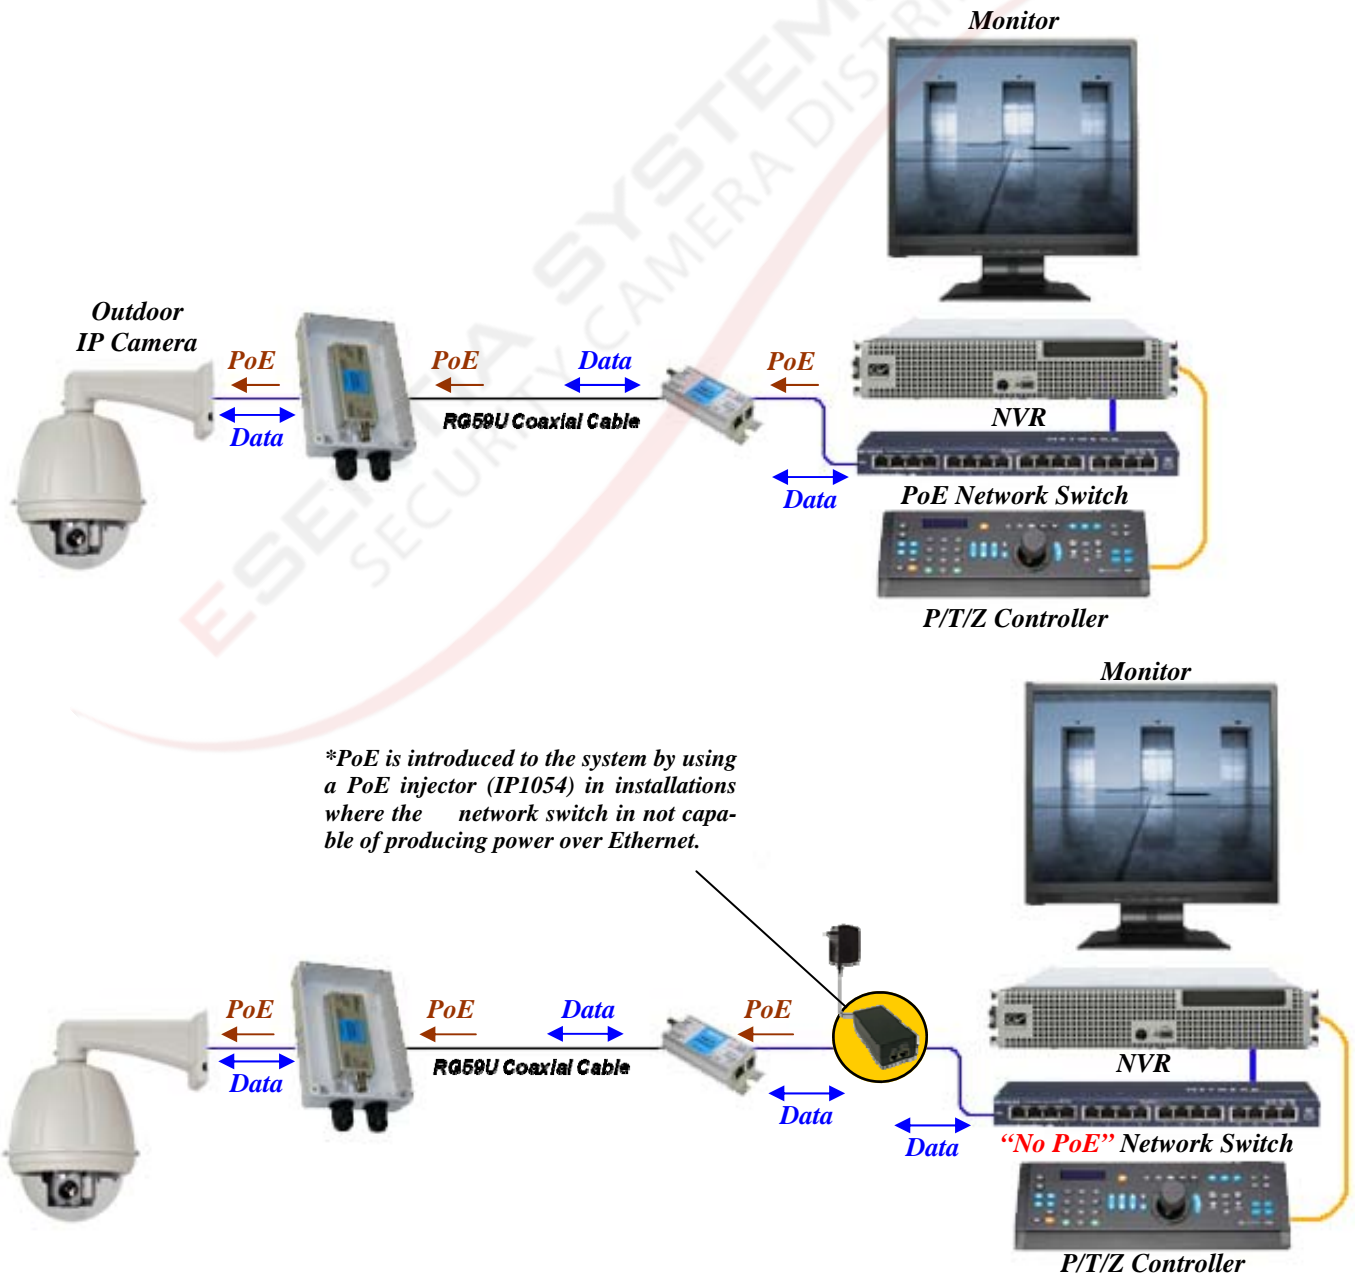 Monitor
Outdoor
IP Camera
PoE
PoE
Data
PoE
Data
RG59U Coaxial Cable
NVR
Data
PoE Network Switch
P/T/Z Controller
Monitor
*PoE is introduced to the system by using
a PoE injector (IP1054) in installations
where the network switch in not capa-
ble of producing power over Ethernet.
PoE
PoE
Data
PoE
Data
RG59U Coaxial Cable
NVR
Data
Data
“No PoE” Network Switch
P/T/Z Controller